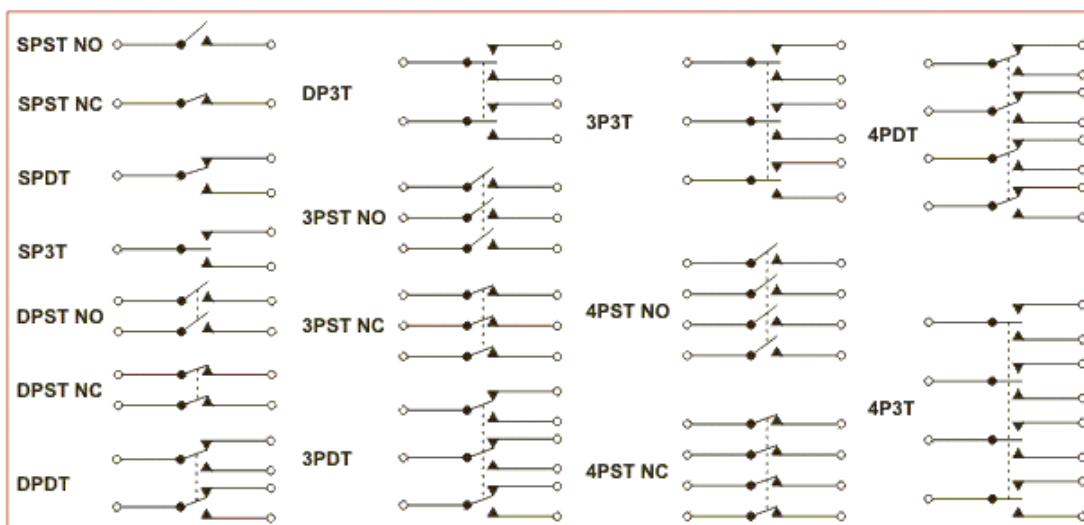 SPST NO
SPST NC
SPDT
SP3T
DPST NO
DPST NC
DPDT
DP3T
3PST NO
3PST NC
3PDT
3P3T
4PST NO
4PST NC
4PDT
4P3T